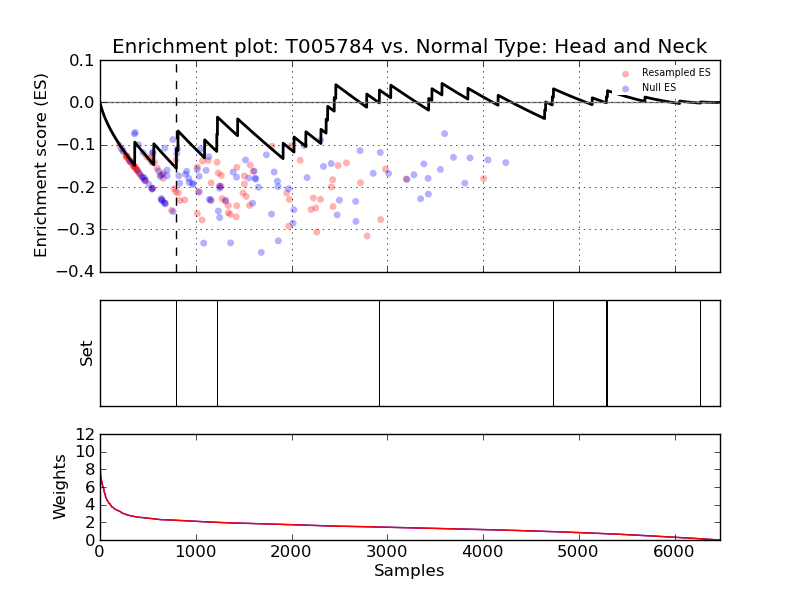 Enrichment plot: T005784 vs. Normal Type: Head and Neck
Enrichment score (ES)
0.1
0.0
−0.1
−0.2
−0.3
−0.4
Resampled ES
Null ES
Set
Weights
12
10
8
6
4
2
0
0 1000 2000 3000 4000 5000 6000
Samples